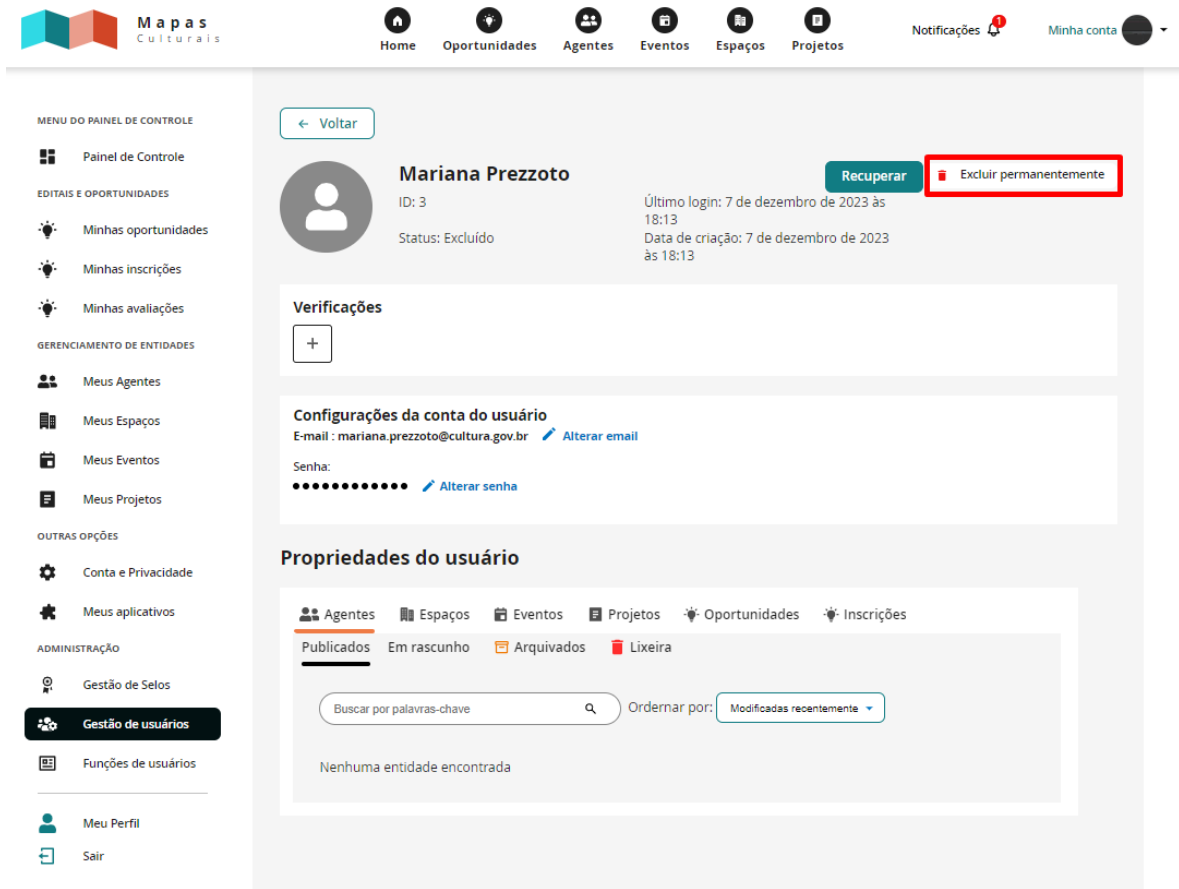 Mapas
Culturais
Home
Oportunidades
Agentes
Eventos
Espaços
Projetos
Notificações
1
Minha conta
MENU DO PAINEL DE CONTROLE
Painel de Controle
EDITAIS E OPORTUNIDADES
Minhas oportunidades
Minhas inscrições
Minhas avaliações
GERENCIAMENTO DE ENTIDADES
Meus Agentes
Meus Espaços
Meus Eventos
Meus Projetos
OUTRAS OPÇÕES
Conta e Privacidade
Meus aplicativos
ADMINISTRAÇÃO
Gestão de Selos
Gestão de usuários
Funções de usuários
Meu Perfil
Sair
← Voltar
Mariana Prezzoto
Recuperar
Excluir permanentemente
ID: 3
Status: Excluído
Último login: 7 de dezembro de 2023 às
18:13
Data de criação: 7 de dezembro de 2023
às 18:13
Verificações
+
Configurações da conta do usuário
E-mail : mariana.prezzoto@cultura.gov.br Alterar email
Senha:
●●●●●●●●●●●● Alterar senha
Propriedades do usuário
Agentes Espaços Eventos Projetos Oportunidades Inscrições
Publicados Em rascunho Arquivados Lixeira
Buscar por palavras-chave
Ordernar por: Modificadas recentemente
Nenhuma entidade encontrada